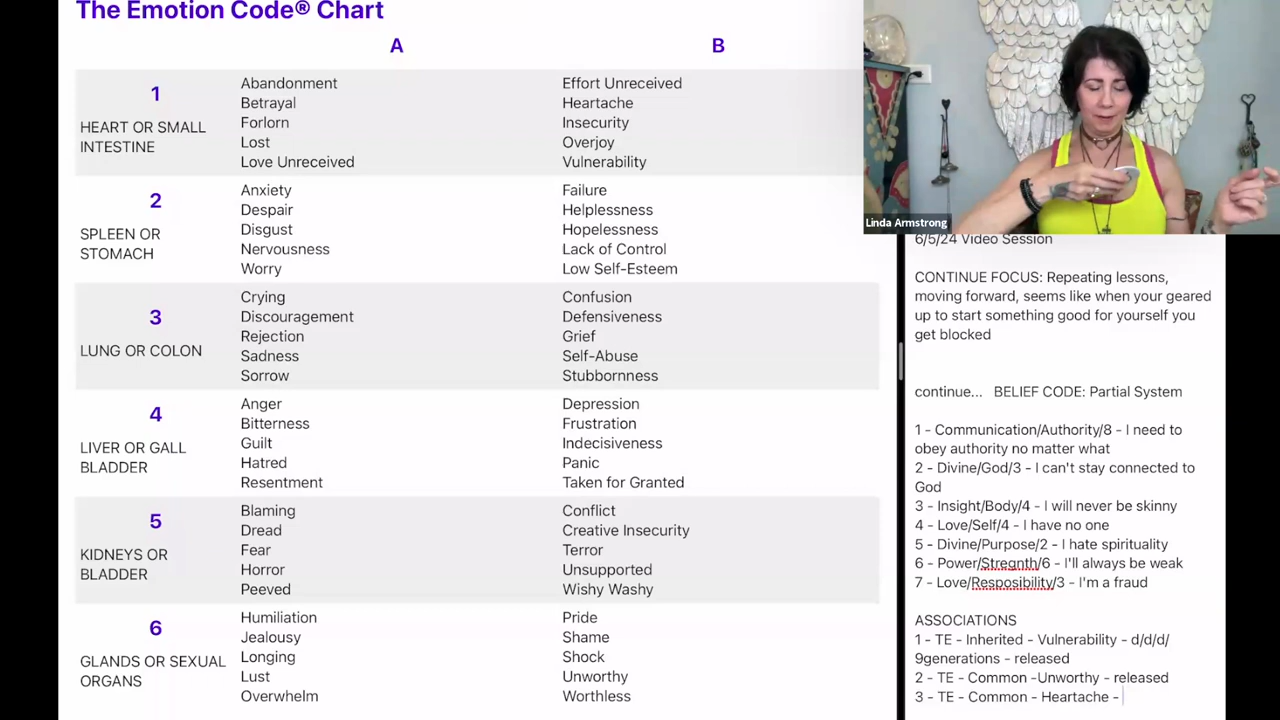 The Emotion Code® Chart
A
B
1
HEART OR SMALL
INTESTINE
Abandonment
Betrayal
Forlorn
Lost
Love Unreceived
Effort Unreceived
Heartache
Insecurity
Overjoy
Vulnerability
2
SPLEEN OR
STOMACH
Anxiety
Despair
Disgust
Nervousness
Worry
Failure
Helplessness
Hopelessness
Lack of Control
Low Self-Esteem
3
LUNG OR COLON
Crying
Discouragement
Rejection
Sadness
Sorrow
Confusion
Defensiveness
Grief
Self-Abuse
Stubbornness
4
LIVER OR GALL
BLADDER
Anger
Bitterness
Guilt
Hatred
Resentment
Depression
Frustration
Indecisiveness
Panic
Taken for Granted
5
KIDNEYS OR
BLADDER
Blaming
Dread
Fear
Horror
Peeved
Conflict
Creative Insecurity
Terror
Unsupported
Wishy Washy
6
GLANDS OR SEXUAL
ORGANS
Humiliation
Jealousy
Longing
Lust
Overwhelm
Pride
Shame
Shock
Unworthy
Worthless
Linda Armstrong
6/5/24 Video Session
CONTINUE FOCUS: Repeating lessons,
moving forward, seems like when your geared
up to start something good for yourself you
get blocked
continue... BELIEF CODE: Partial System
1 - Communication/Authority/8 - I need to
obey authority no matter what
2 - Divine/God/3 - I can't stay connected to
God
3 - Insight/Body/4 - I will never be skinny
4 - Love/Self/4 - I have no one
5 - Divine/Purpose/2 - I hate spirituality
6 - Power/Stregnth/6 - I'll always be weak
7 - Love/Resposibility/3 - I'm a fraud
ASSOCIATIONS
1 - TE - Inherited - Vulnerability - d/d/d/
9generations - released
2 - TE - Common -Unworthy - released
3 - TE - Common - Heartache -